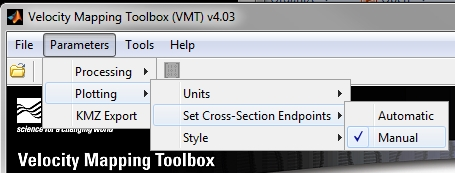 Velocity Mapping Toolbox (VMT) v4.03
File Parameters Tools Help
Processing
Plotting
KMZ Export
Units
Set Cross-Section Endpoints
Style
Automatic
Manual
science for a changing world
Velocity Mapping Toolbox